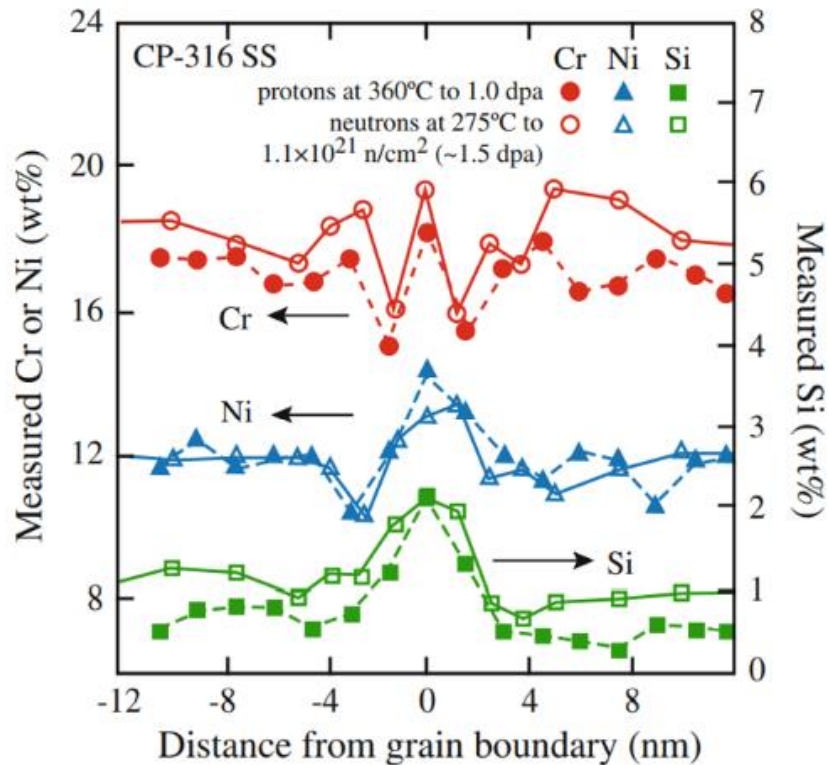 CP-316 SS
Cr Ni Si
protons at 360ºC to 1.0 dpa
neutrons at 275ºC to
1.1×10²¹ n/cm² (~1.5 dpa)
Measured Cr or Ni (wt%)
24
20
16
12
8
Cr
Ni
Si
8
7
6
5
4
3
2
1
0
Measured Si (wt%)
-12 -8 -4 0 4 8
Distance from grain boundary (nm)